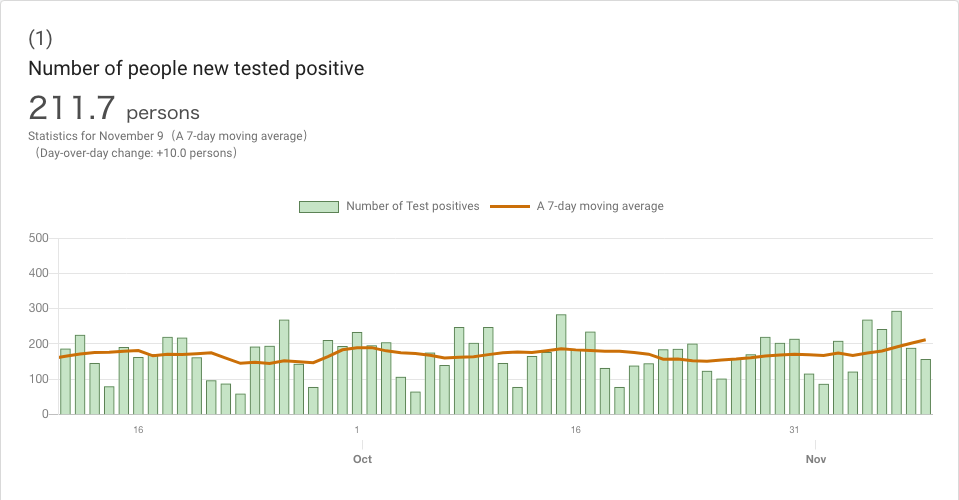 (1)
Number of people new tested positive
211.7 persons
Statistics for November 9（A 7-day moving average）
（Day-over-day change: +10.0 persons）
Number of Test positives A 7-day moving average
500
400
300
200
100
0
16 1 16 31
Oct Nov